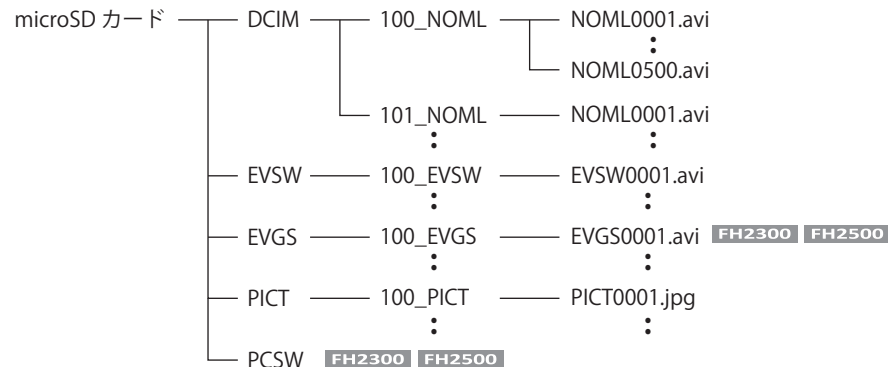 microSD カード DCIM 100_NOML NOML0001.avi
NOML0500.avi
101_NOML NOML0001.avi
EVSW 100_EVSW EVSW0001.avi
EVGS 100_EVGS EVGS0001.avi FH2300 FH2500
PICT 100_PICT PICT0001.jpg
PCSW FH2300 FH2500